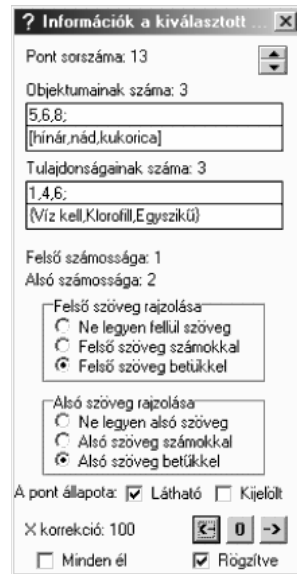 ? Információk a kiválasztott ...
Pont sorszáma: 13
Objektumainak száma: 3
5,6,8;
[hínár,nád,kukorica]
Tulajdonságainak száma: 3
1,4,6;
{Víz kell,Klorofill,Egyszikű}
Felső számossága: 1
Alsó számossága: 2
Felső szöveg rajzolása
Ne legyen fellül szöveg
Felső szöveg számokkal
Felső szöveg betükkel
Alsó szöveg rajzolása
Ne legyen alsó szöveg
Alsó szöveg számokkal
Alsó szöveg betűkkel
A pont állapota: Látható Kijelölt
X korrekció: 100 <- 0 ->
Minden él Rögzítve